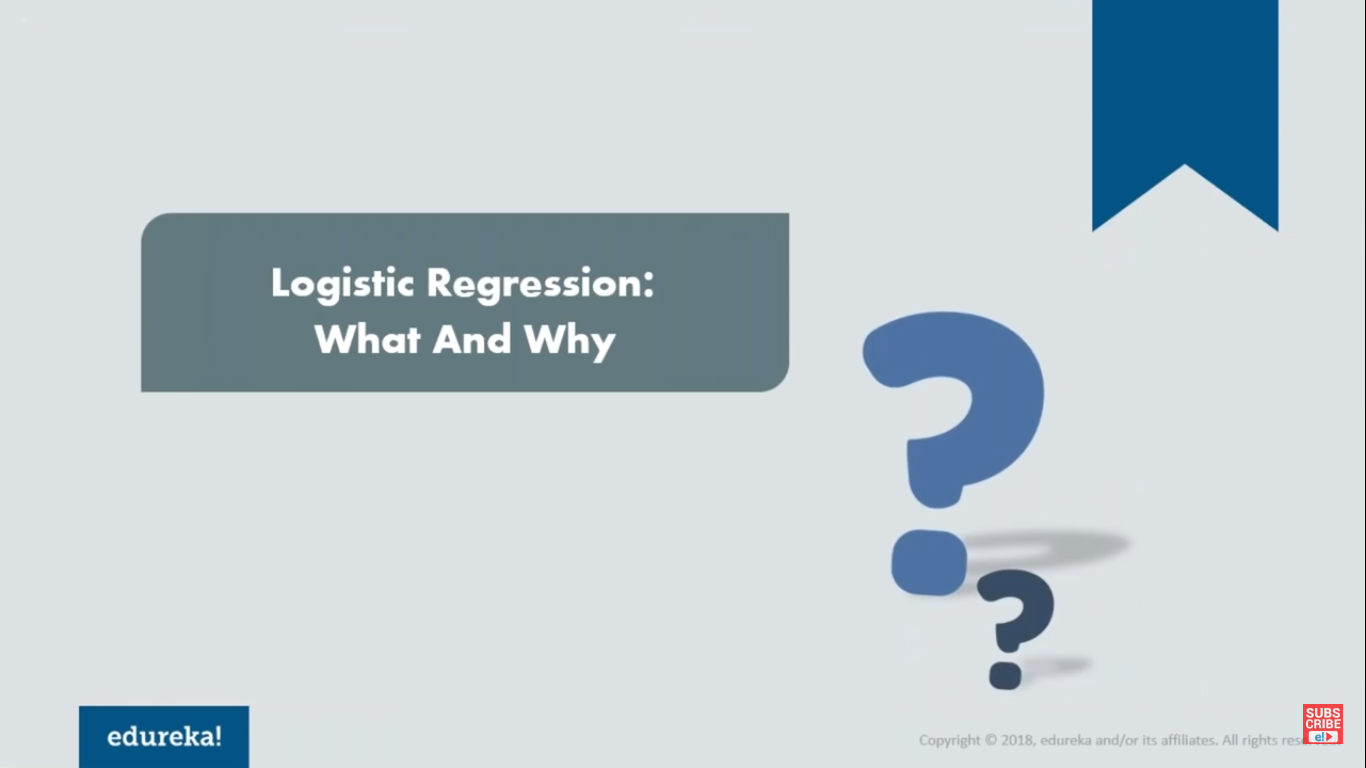 Logistic Regression:
What And Why
edureka!
Copyright © 2018, edureka and/or its affiliates. All rights
SUBS
CRIBE
e!